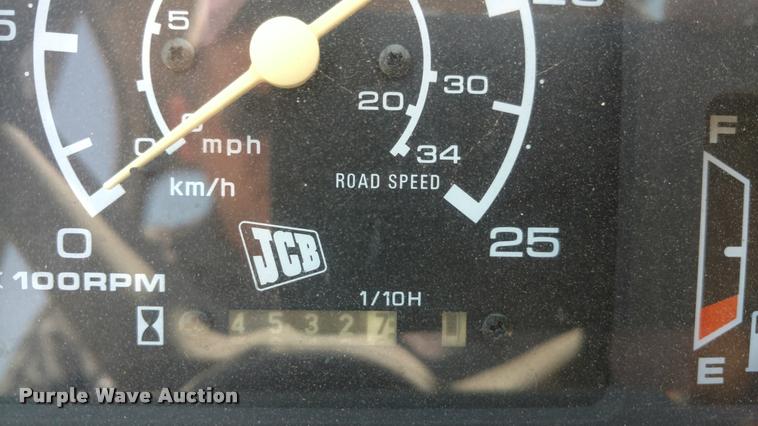 5
5
30
20
0
0
mph
34
km/h
ROAD SPEED
F
0
25
JCB
100RPM
1/10H
45327
E
Purple Wave Auction